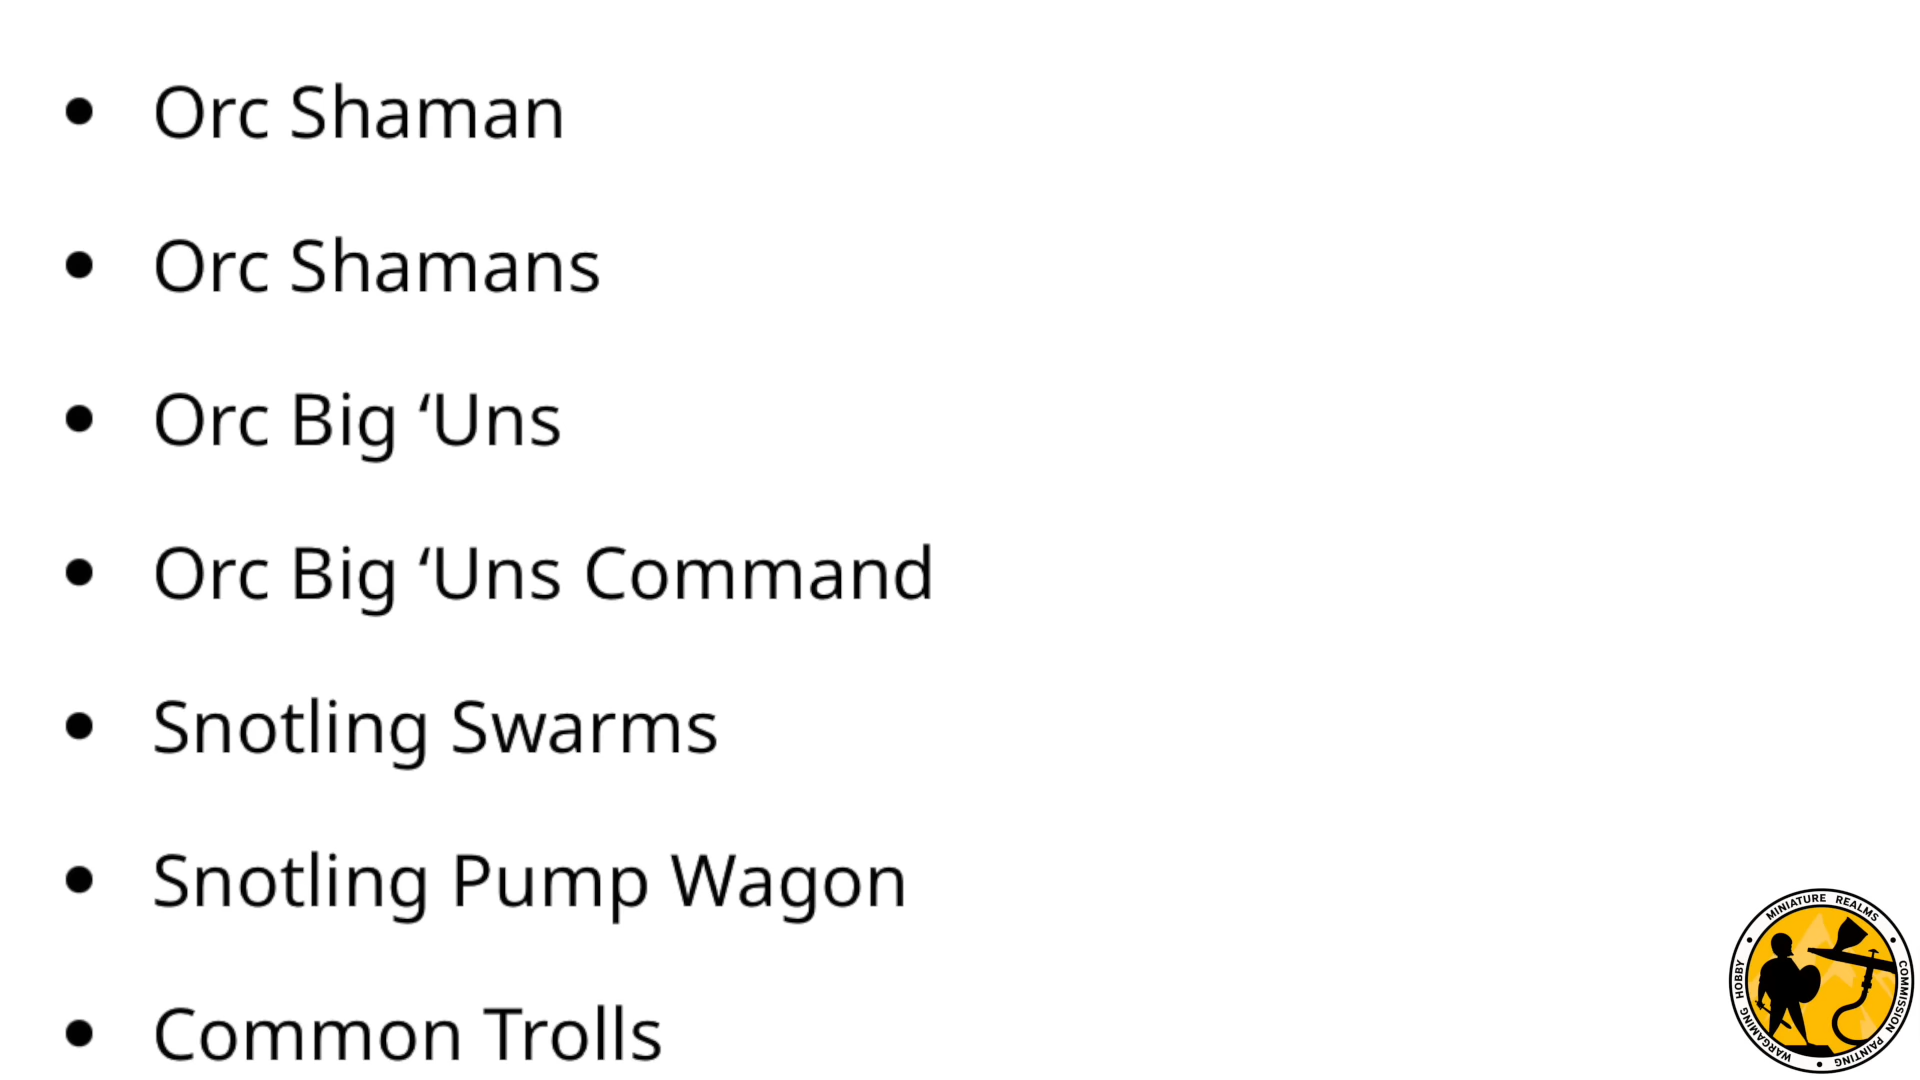 • Orc Shaman
• Orc Shamans
• Orc Big ‘Uns
• Orc Big ‘Uns Command
• Snotling Swarms
• Snotling Pump Wagon
• Common Trolls
MINIATURE REALMS • COMMISSION PAINTING • WARGAMING HOBBY •